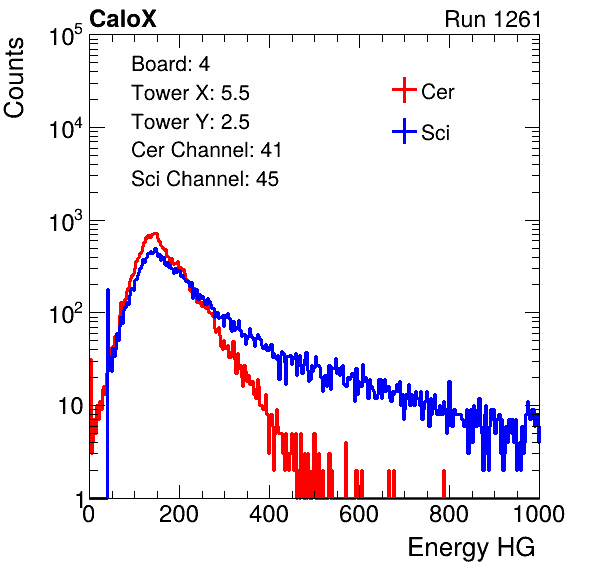 CaloX Run 1261
Counts
10^5
10^4
10^3
10^2
10
1
Board: 4
Tower X: 5.5
Tower Y: 2.5
Cer Channel: 41
Sci Channel: 45
Cer
Sci
0 200 400 600 800 1000
Energy HG